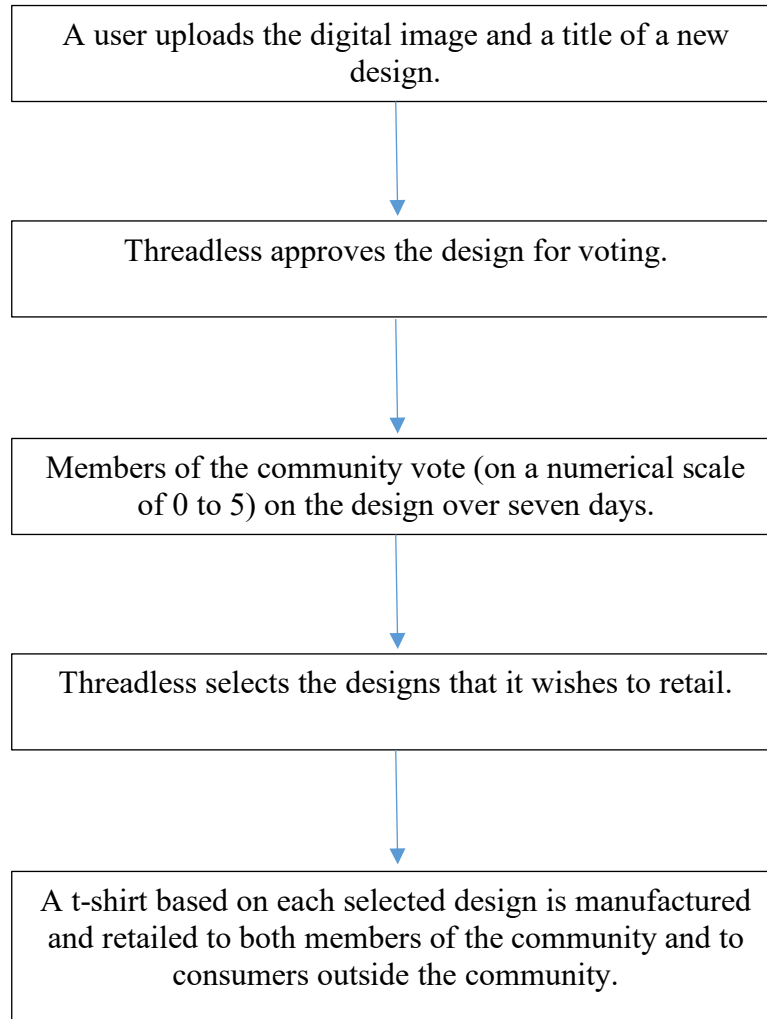 A user uploads the digital image and a title of a new
design.
Threadless approves the design for voting.
Members of the community vote (on a numerical scale
of 0 to 5) on the design over seven days.
Threadless selects the designs that it wishes to retail.
A t-shirt based on each selected design is manufactured
and retailed to both members of the community and to
consumers outside the community.